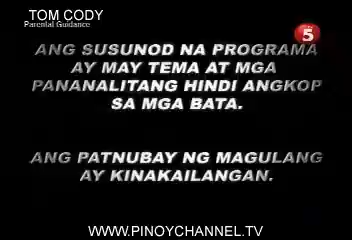 TOM CODY
Parental Guidance
5
ANG SUSUNOD NA PROGRAMA
AY MAY TEMA AT MGA
PANANALITANG HINDI ANGKOP
SA MGA BATA.
ANG PATNUBAY NG MAGULANG
AY KINAKAILANGAN.
WWW.PINOYCHANNEL.TV